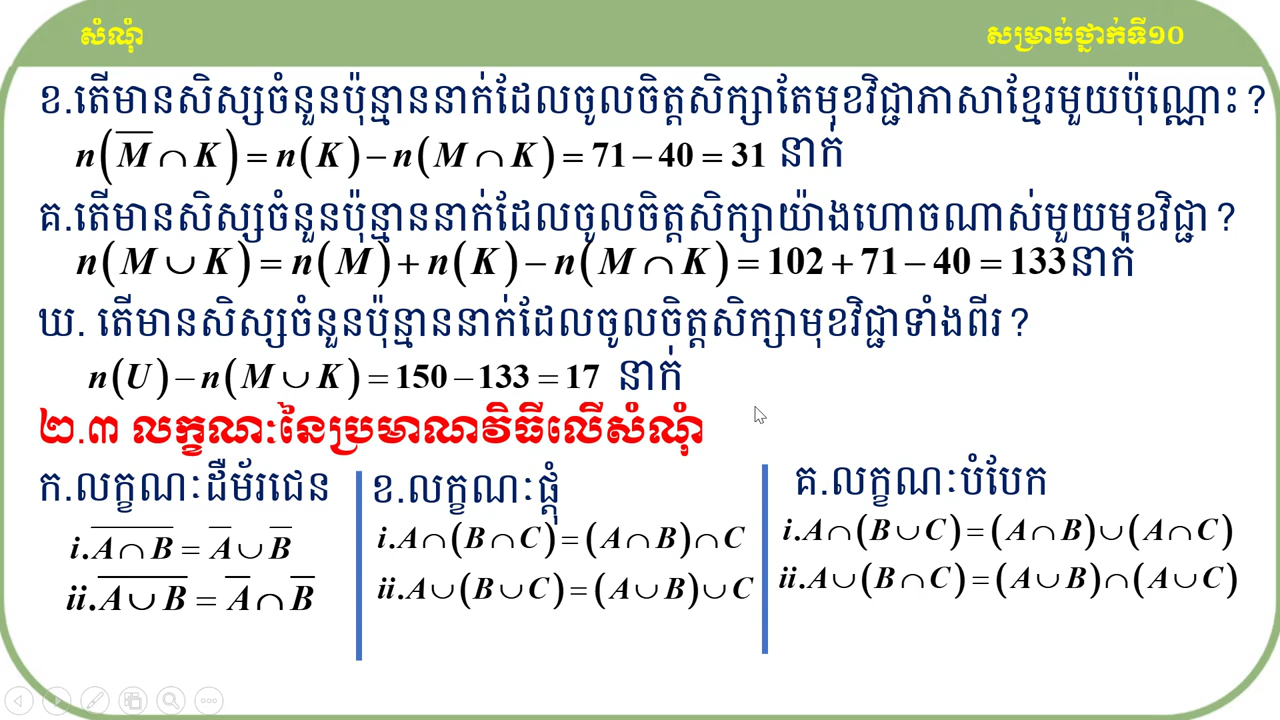 សំណុំ
សម្រាប់ថ្នាក់ទី១០
ខ.តើមានសិស្សចំនួនប៉ុន្មាននាក់ដែលចូលចិត្តសិក្សាតែមុខវិជ្ជាភាសាខ្មែរមួយប៉ុណ្ណោះ?
n(M̅ ∩ K) = n(K) − n(M ∩ K) = 71 − 40 = 31 នាក់
គ.តើមានសិស្សចំនួនប៉ុន្មាននាក់ដែលចូលចិត្តសិក្សាយ៉ាងហោចណាស់មួយមុខវិជ្ជា?
n(M ∪ K) = n(M) + n(K) − n(M ∩ K) = 102 + 71 − 40 = 133នាក់
ឃ. តើមានសិស្សចំនួនប៉ុន្មាននាក់ដែលចូលចិត្តសិក្សាមុខវិជ្ជាទាំងពីរ?
n(U) − n(M ∪ K) = 150 − 133 = 17 នាក់
២.៣ លក្ខណៈនៃប្រមាណវិធីលើសំណុំ
ក.លក្ខណៈដឺម័រជេន
i. A̅ ̅∩̅ ̅B̅ = A̅ ∪ B̅
ii. A̅ ̅∪̅ ̅B̅ = A̅ ∩ B̅
ខ.លក្ខណៈផ្តុំ
i. A ∩ (B ∩ C) = (A ∩ B) ∩ C
ii. A ∪ (B ∪ C) = (A ∪ B) ∪ C
គ.លក្ខណៈបំបែក
i. A ∩ (B ∪ C) = (A ∩ B) ∪ (A ∩ C)
ii. A ∪ (B ∩ C) = (A ∪ B) ∩ (A ∪ C)